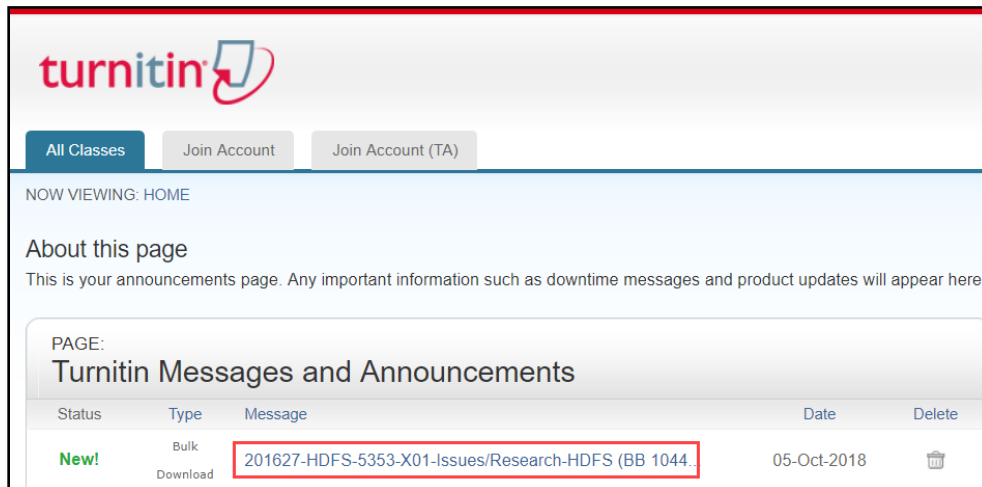 turnitin
All Classes Join Account Join Account (TA)
NOW VIEWING: HOME
About this page
This is your announcements page. Any important information such as downtime messages and product updates will appear here
PAGE:
Turnitin Messages and Announcements
Status Type Message Date Delete
New! Bulk Download 201627-HDFS-5353-X01-Issues/Research-HDFS (BB 1044... 05-Oct-2018